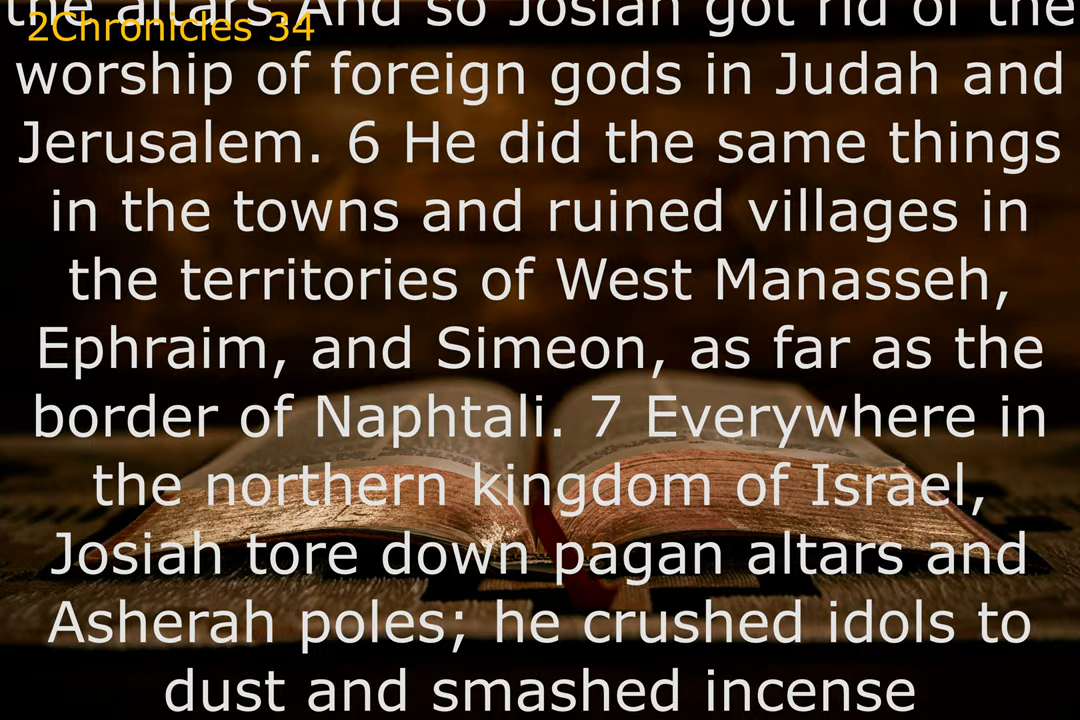 the altars. And so Josiah got rid of the
2Chronicles 34
worship of foreign gods in Judah and
Jerusalem. 6 He did the same things
in the towns and ruined villages in
the territories of West Manasseh,
Ephraim, and Simeon, as far as the
border of Naphtali. 7 Everywhere in
the northern kingdom of Israel,
Josiah tore down pagan altars and
Asherah poles; he crushed idols to
dust and smashed incense